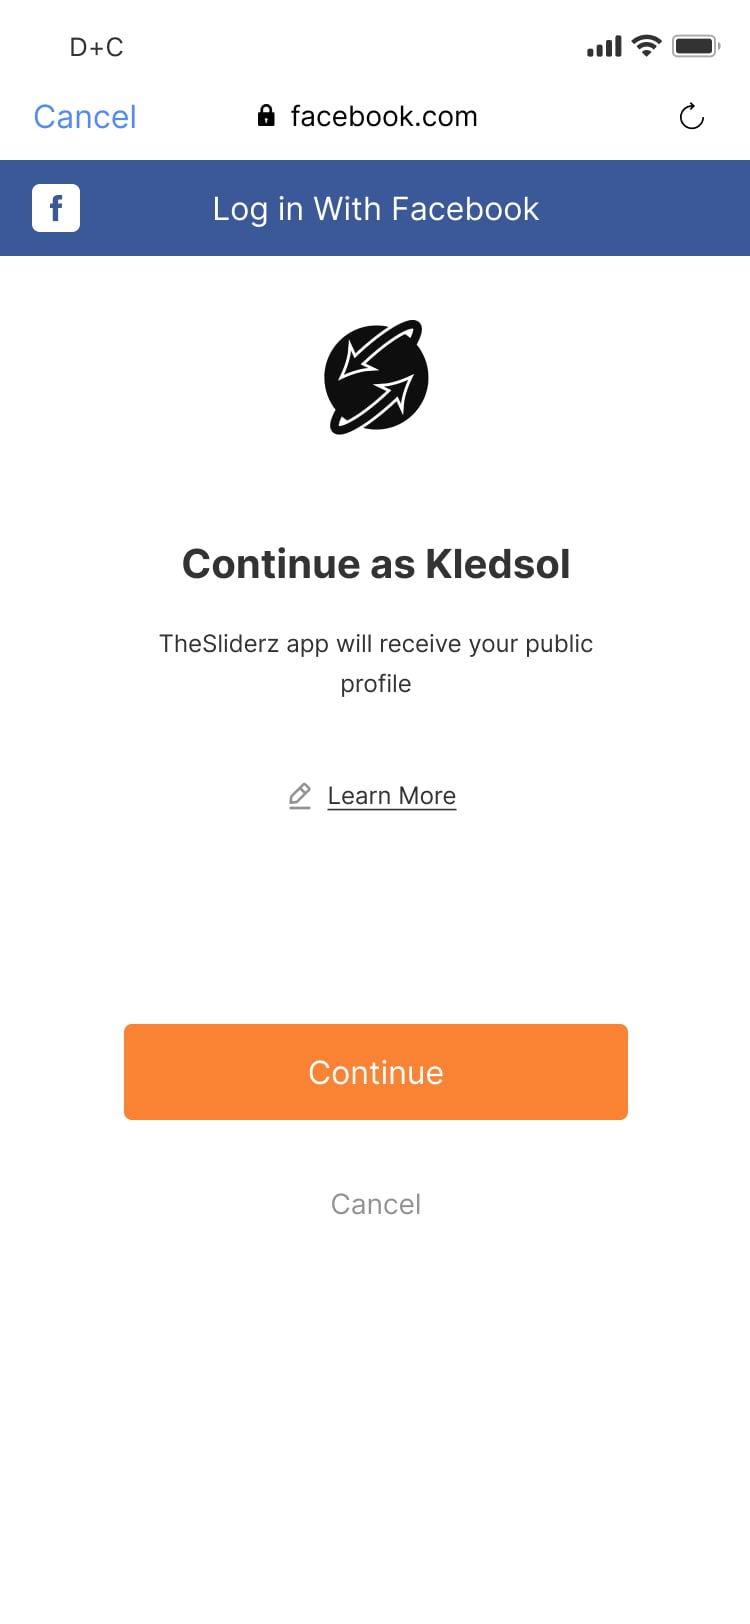 D+C
Cancel
facebook.com
f
Log in With Facebook
Continue as Kledsol
TheSliderz app will receive your public
profile
Learn More
Continue
Cancel